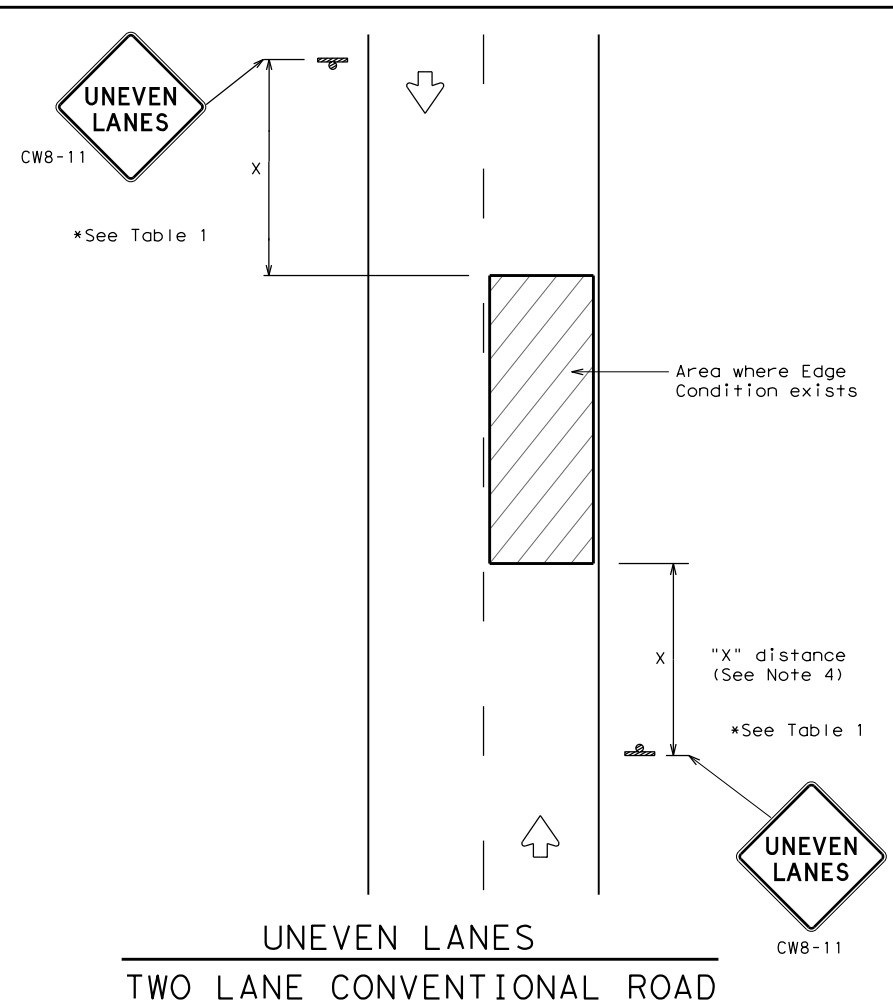 UNEVEN
LANES
CW8-11
X
*See Table 1
Area where Edge
Condition exists
X
"X" distance
(See Note 4)
*See Table 1
UNEVEN
LANES
CW8-11
UNEVEN LANES
TWO LANE CONVENTIONAL ROAD